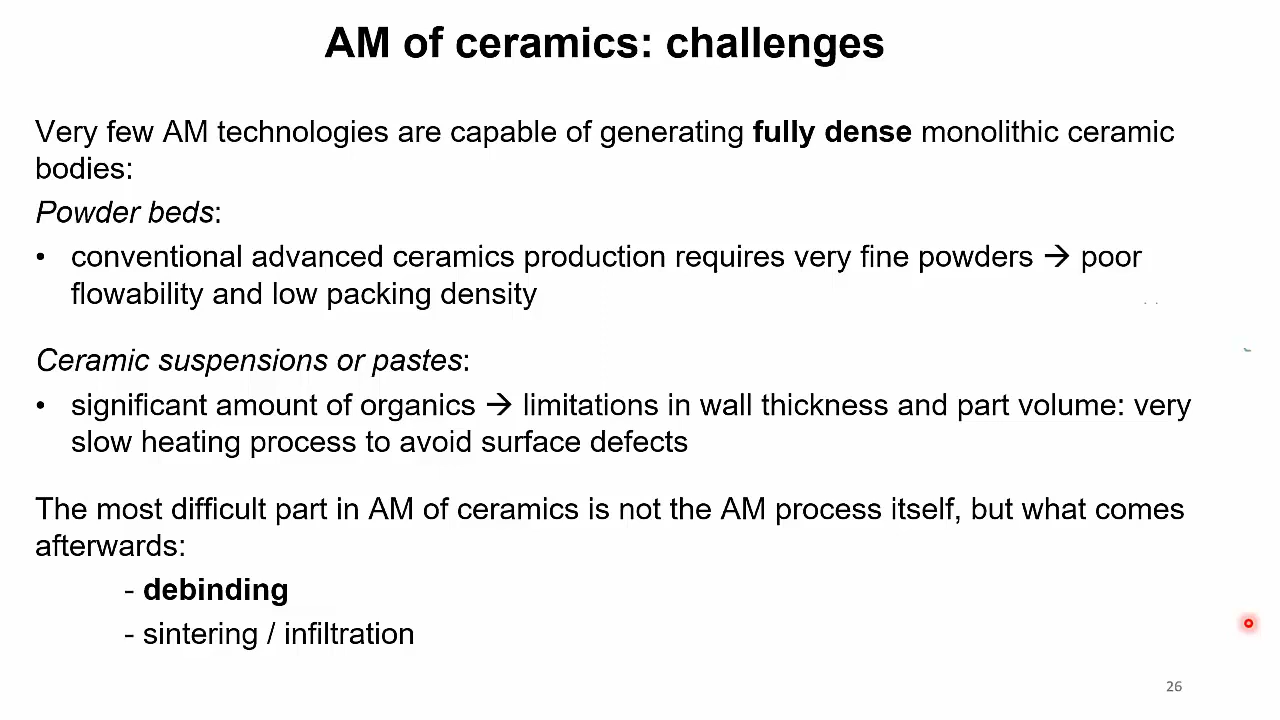 AM of ceramics: challenges
Very few AM technologies are capable of generating fully dense monolithic ceramic
bodies:
Powder beds:
• conventional advanced ceramics production requires very fine powders → poor
flowability and low packing density
Ceramic suspensions or pastes:
• significant amount of organics → limitations in wall thickness and part volume: very
slow heating process to avoid surface defects
The most difficult part in AM of ceramics is not the AM process itself, but what comes
afterwards:
- debinding
- sintering / infiltration
26